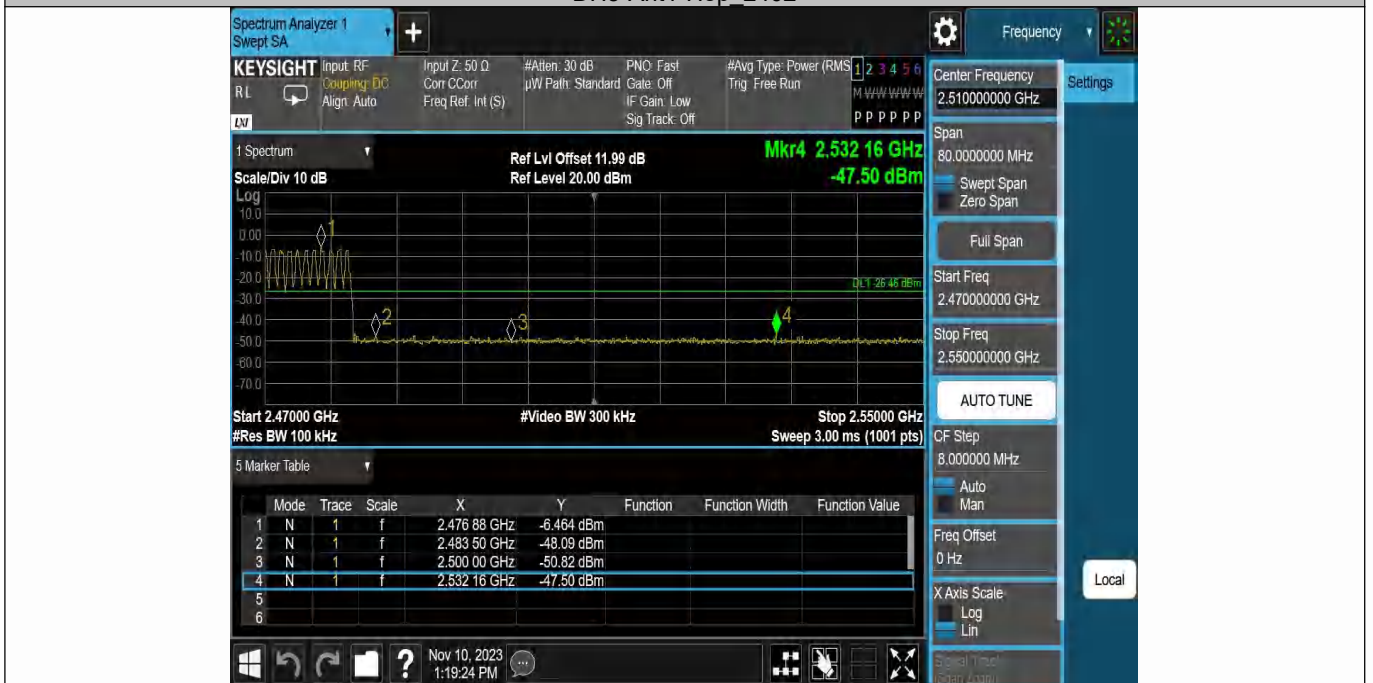 Spectrum Analyzer 1
Swept SA
+
Frequency
KEYSIGHT
RL
LXI
Input: RF
Coupling: DC
Align: Auto
Input Z: 50 Ω
Corr CCorr
Freq Ref: Int (S)
#Atten: 30 dB
µW Path: Standard
PNO: Fast
Gate: Off
IF Gain: Low
Sig Track: Off
#Avg Type: Power (RMS
Trig: Free Run
1 2 3 4 5 6
M W W W W W
P P P P P P
Center Frequency
2.510000000 GHz
Settings
1 Spectrum
Scale/Div 10 dB
Ref Lvl Offset 11.99 dB
Ref Level 20.00 dBm
Mkr4 2.532 16 GHz
-47.50 dBm
Log
10.0
0.00
-10.0
-20.0
-30.0
-40.0
-50.0
-60.0
-70.0
1
2
3
4
DL1 -26.46 dBm
Start 2.47000 GHz
#Res BW 100 kHz
#Video BW 300 kHz
Stop 2.55000 GHz
Sweep 3.00 ms (1001 pts)
Span
80.0000000 MHz
Swept Span
Zero Span
Full Span
Start Freq
2.470000000 GHz
Stop Freq
2.550000000 GHz
AUTO TUNE
CF Step
8.000000 MHz
Auto
Man
Freq Offset
0 Hz
X Axis Scale
Log
Lin
Local
5 Marker Table
Mode Trace Scale X Y Function Function Width Function Value
1 N 1 f 2.476 88 GHz -6.464 dBm
2 N 1 f 2.483 50 GHz -48.09 dBm
3 N 1 f 2.500 00 GHz -50.82 dBm
4 N 1 f 2.532 16 GHz -47.50 dBm
5
6
?
Nov 10, 2023
1:19:24 PM